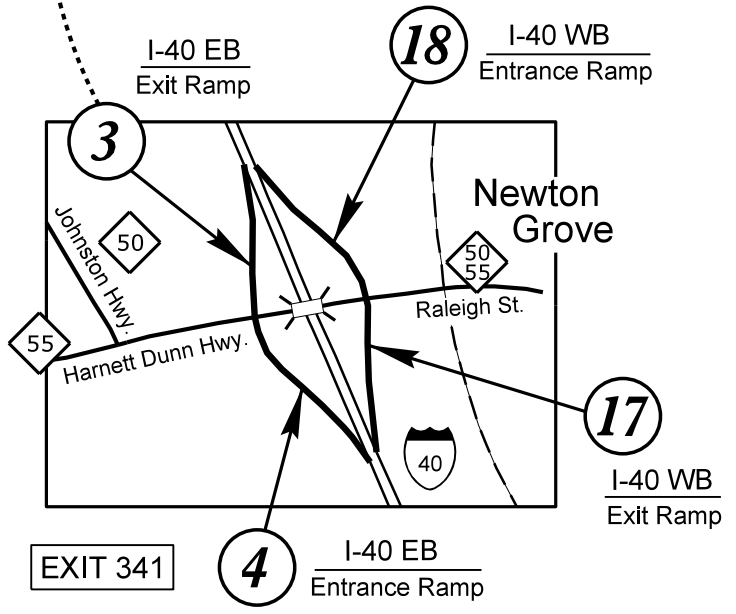 18
I-40 WB
Entrance Ramp
I-40 EB
Exit Ramp
3
Newton
Grove
50
Johnston Hwy.
50
55
Raleigh St.
55
Harnett Dunn Hwy.
17
40
I-40 WB
Exit Ramp
EXIT 341
4
I-40 EB
Entrance Ramp